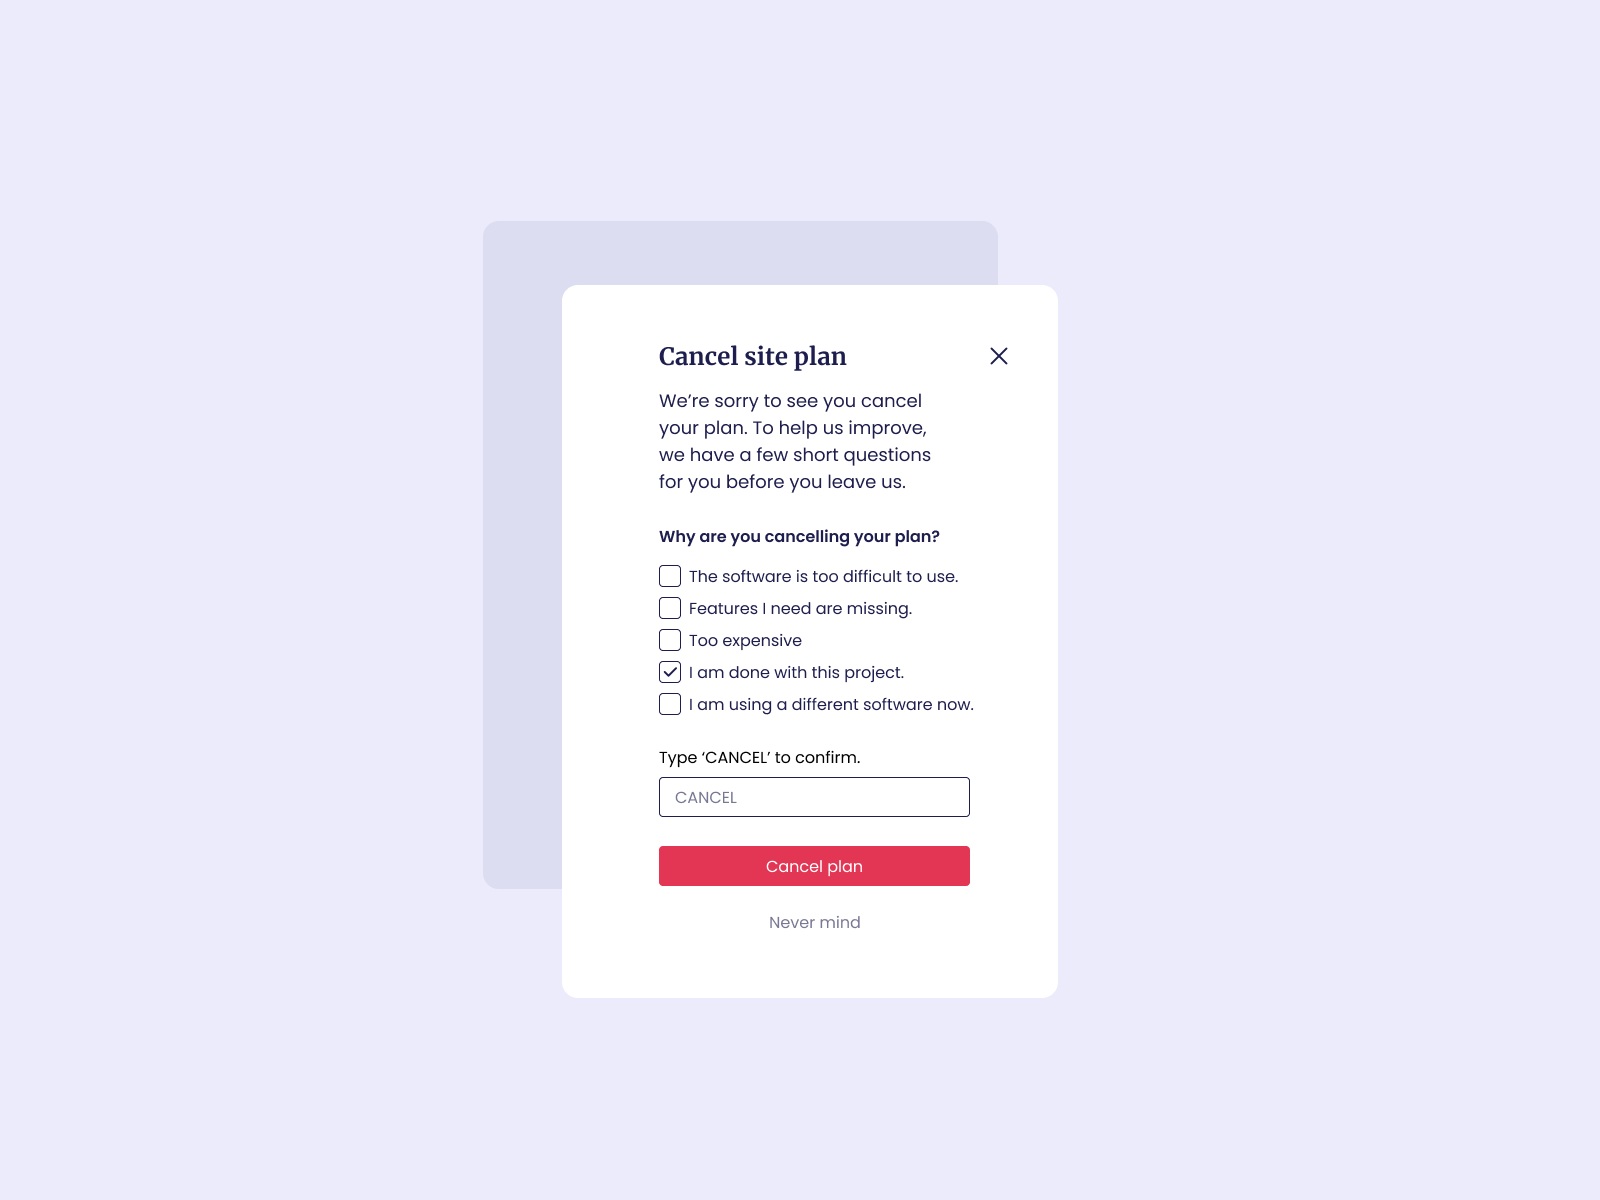 Cancel site plan
We’re sorry to see you cancel
your plan. To help us improve,
we have a few short questions
for you before you leave us.
Why are you cancelling your plan?
The software is too difficult to use.
Features I need are missing.
Too expensive
I am done with this project.
I am using a different software now.
Type ‘CANCEL’ to confirm.
CANCEL
Cancel plan
Never mind